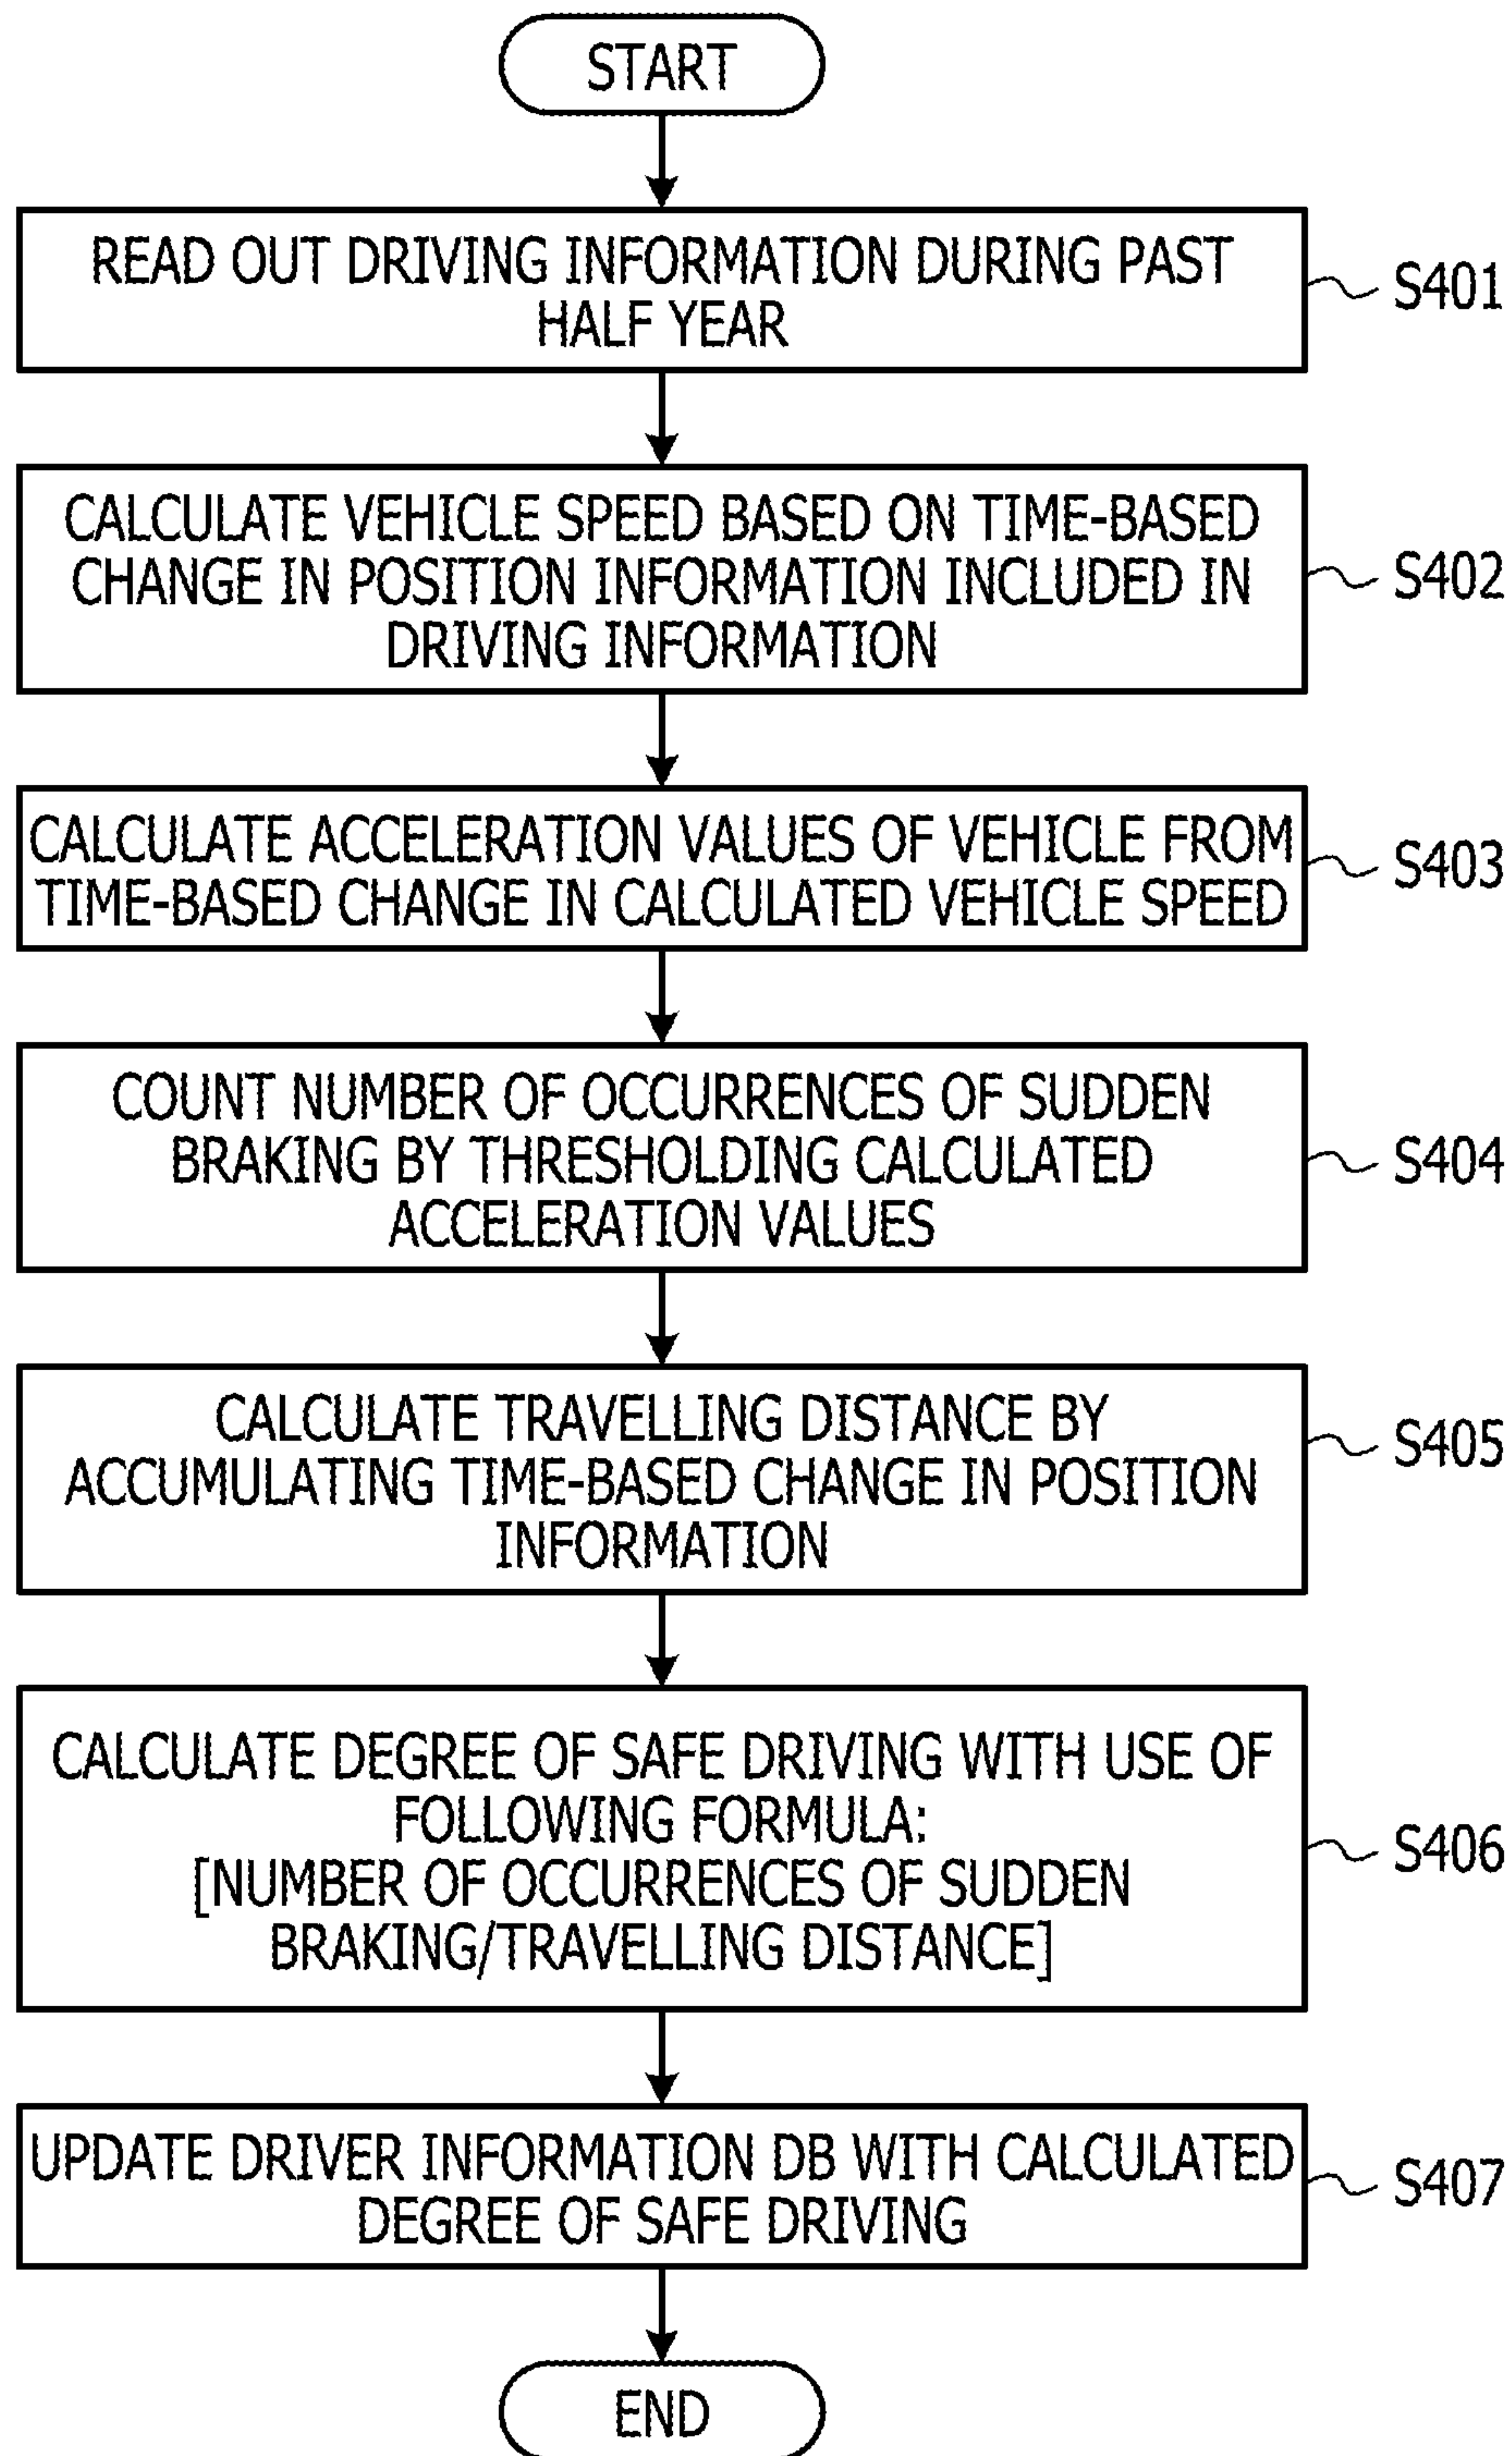 START
READ OUT DRIVING INFORMATION DURING PAST
HALF YEAR
S401
CALCULATE VEHICLE SPEED BASED ON TIME-BASED
CHANGE IN POSITION INFORMATION INCLUDED IN
DRIVING INFORMATION
S402
CALCULATE ACCELERATION VALUES OF VEHICLE FROM
TIME-BASED CHANGE IN CALCULATED VEHICLE SPEED
S403
COUNT NUMBER OF OCCURRENCES OF SUDDEN
BRAKING BY THRESHOLDING CALCULATED
ACCELERATION VALUES
S404
CALCULATE TRAVELLING DISTANCE BY
ACCUMULATING TIME-BASED CHANGE IN POSITION
INFORMATION
S405
CALCULATE DEGREE OF SAFE DRIVING WITH USE OF
FOLLOWING FORMULA:
[NUMBER OF OCCURRENCES OF SUDDEN
BRAKING/TRAVELLING DISTANCE]
S406
UPDATE DRIVER INFORMATION DB WITH CALCULATED
DEGREE OF SAFE DRIVING
S407
END